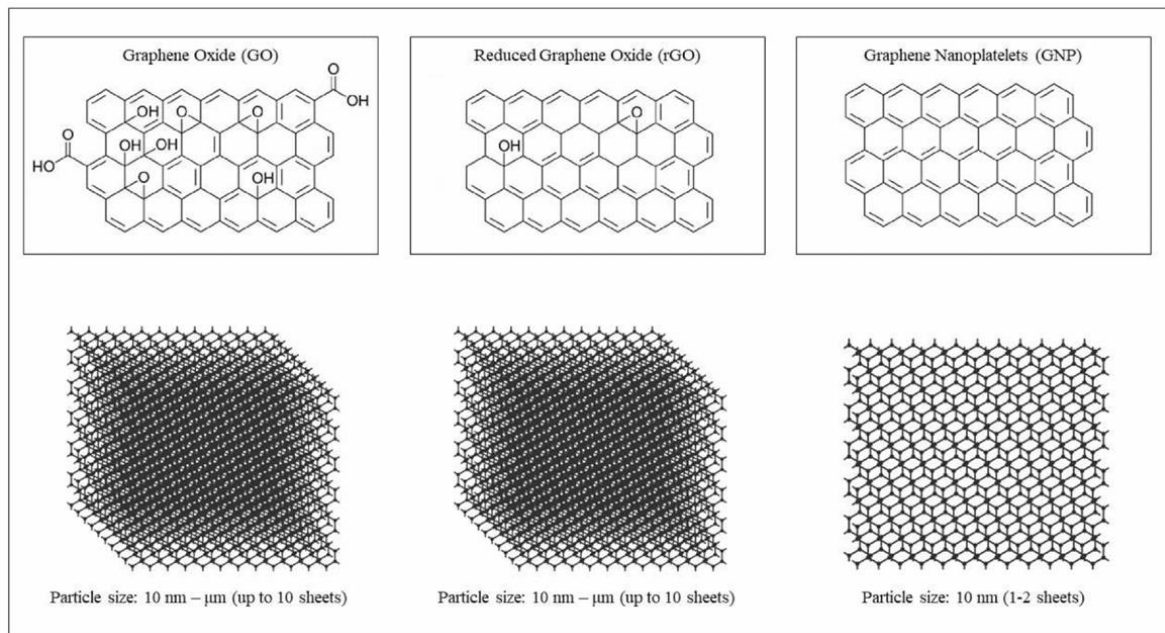 Graphene Oxide (GO)
O
OH
OH
O
O
O
HO
OH
OH
O
OH
Reduced Graphene Oxide (rGO)
O
OH
Graphene Nanoplatelets (GNP)
Particle size: 10 nm – μm (up to 10 sheets)
Particle size: 10 nm – μm (up to 10 sheets)
Particle size: 10 nm (1-2 sheets)